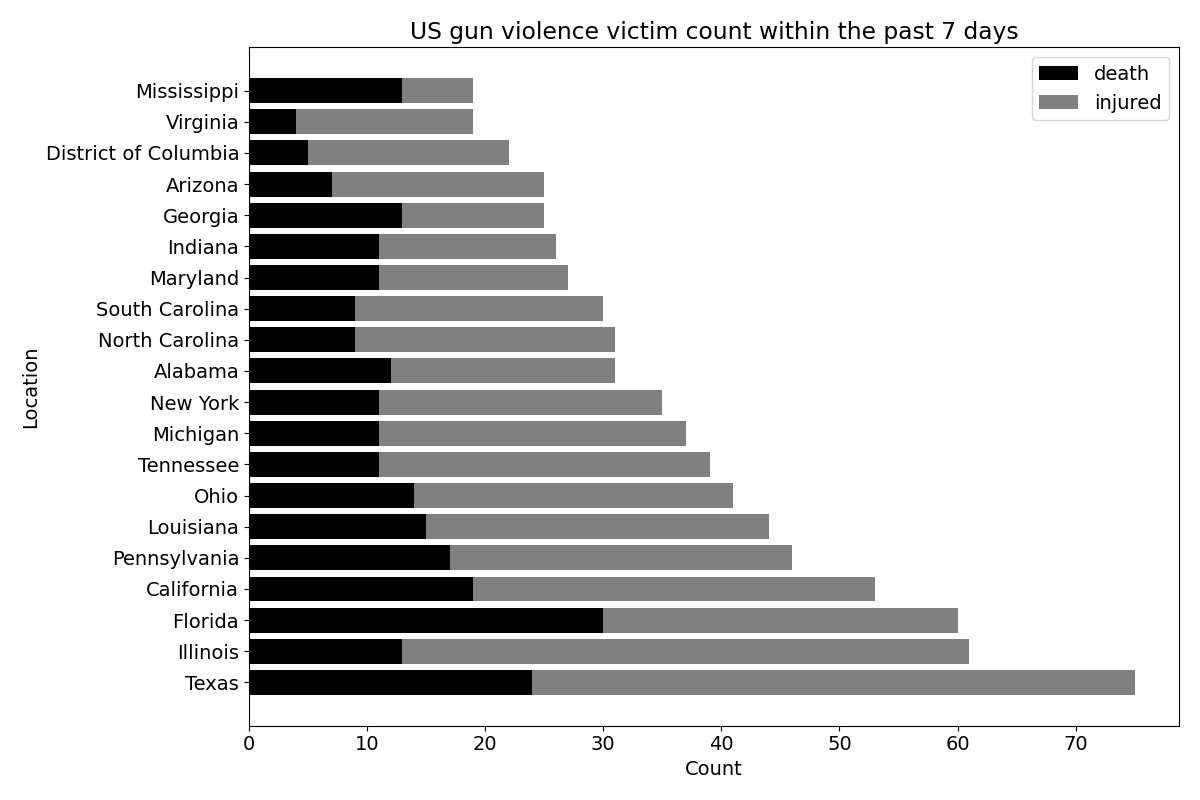 US gun violence victim count within the past 7 days
death
injured
Location
Mississippi
Virginia
District of Columbia
Arizona
Georgia
Indiana
Maryland
South Carolina
North Carolina
Alabama
New York
Michigan
Tennessee
Ohio
Louisiana
Pennsylvania
California
Florida
Illinois
Texas
0 10 20 30 40 50 60 70
Count